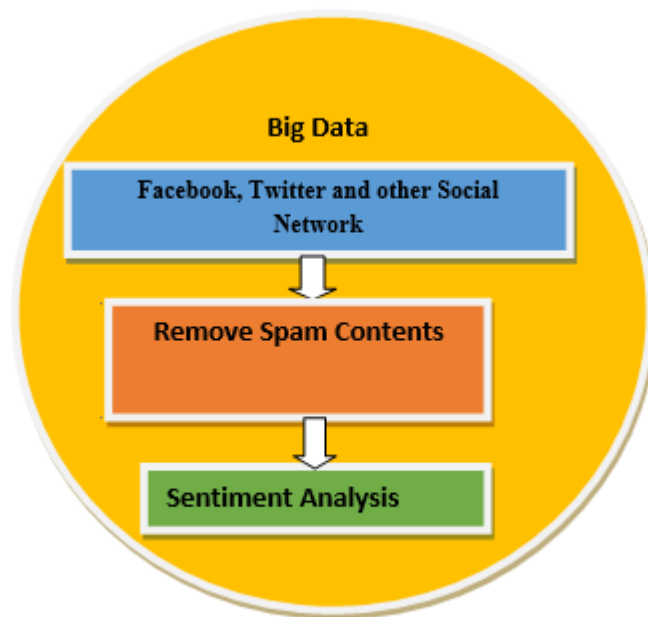 Big Data
Facebook, Twitter and other Social
Network
Remove Spam Contents
Sentiment Analysis